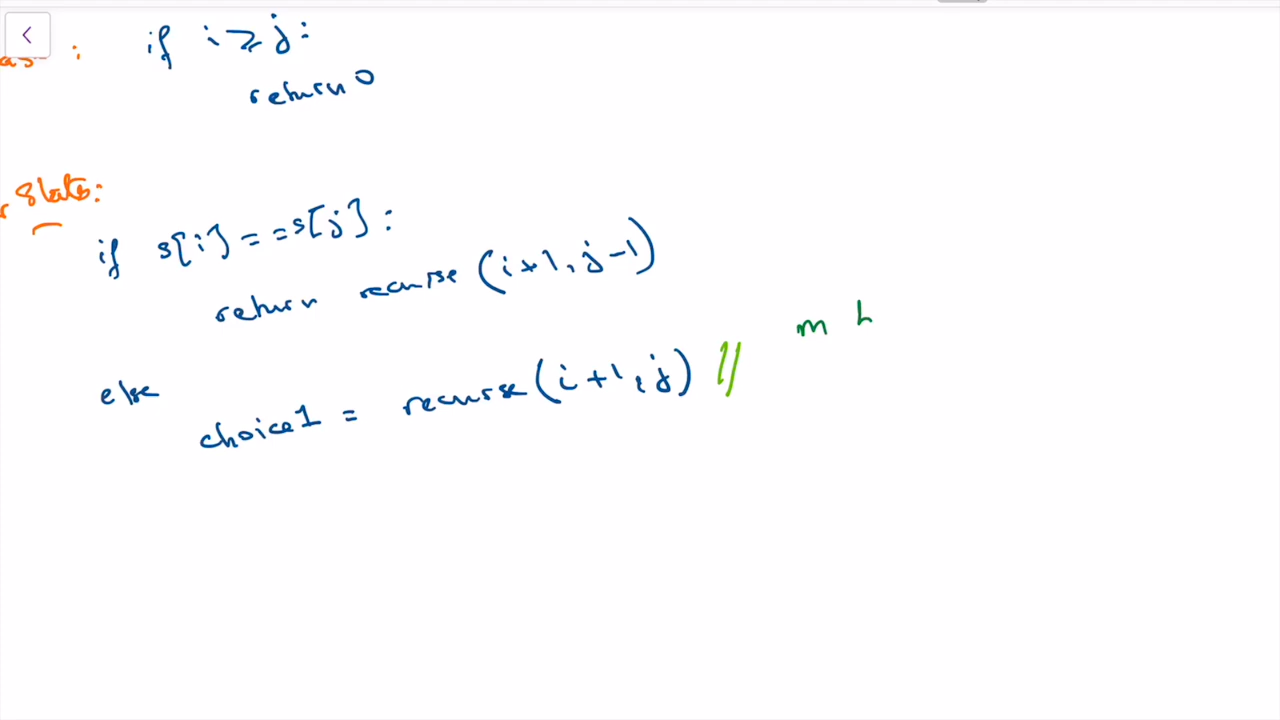 if i ≥ j:
return 0
State:
if s[i] == s[j] :
return recurse (i+1, j-1)
m h
else
choice1 = recurse (i+1, j) //